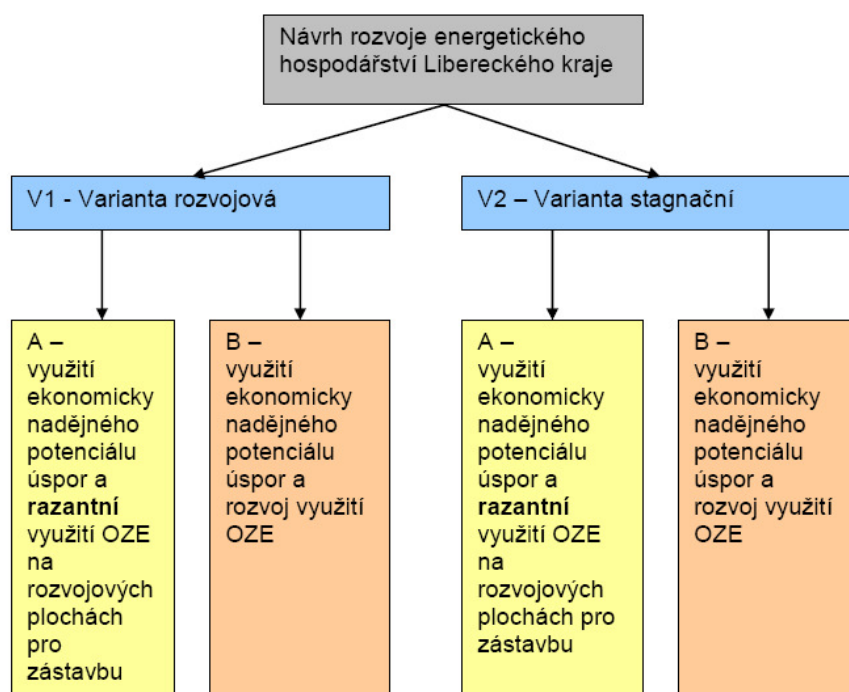 Návrh rozvoje energetického
hospodářství Libereckého kraje
V1 - Varianta rozvojová
V2 – Varianta stagnační
A –
využití
ekonomicky
nadějného
potenciálu
úspor a
razantní
využití OZE
na
rozvojových
plochách
pro
zástavbu
B –
využití
ekonomicky
nadějného
potenciálu
úspor a
rozvoj využití
OZE
A –
využití
ekonomicky
nadějného
potenciálu
úspor a
razantní
využití OZE
na
rozvojových
plochách pro
zástavbu
B –
využití
ekonomicky
nadějného
potenciálu
úspor a
rozvoj využití
OZE